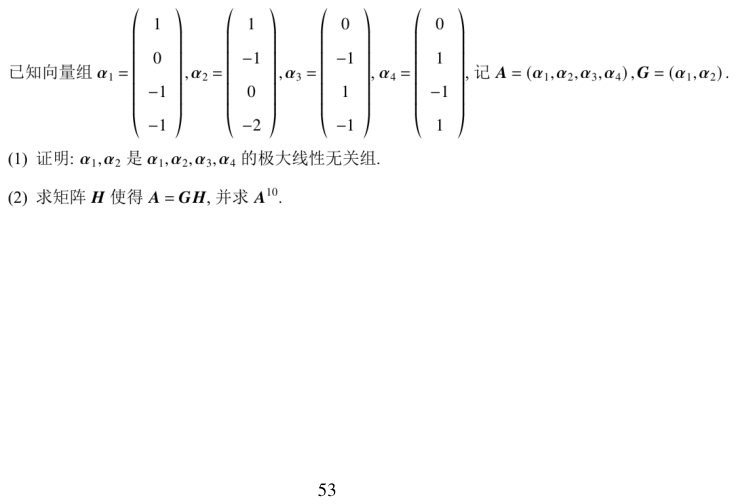 已知向量组 α₁ = (1, 0, −1, −1), α₂ = (1, −1, 0, −2), α₃ = (0, −1, 1, −1), α₄ = (0, 1, −1, 1), 记 A = (α₁,α₂,α₃,α₄), G = (α₁,α₂).
(1) 证明: α₁,α₂ 是 α₁,α₂,α₃,α₄ 的极大线性无关组.
(2) 求矩阵 H 使得 A = GH, 并求 A¹⁰.
53